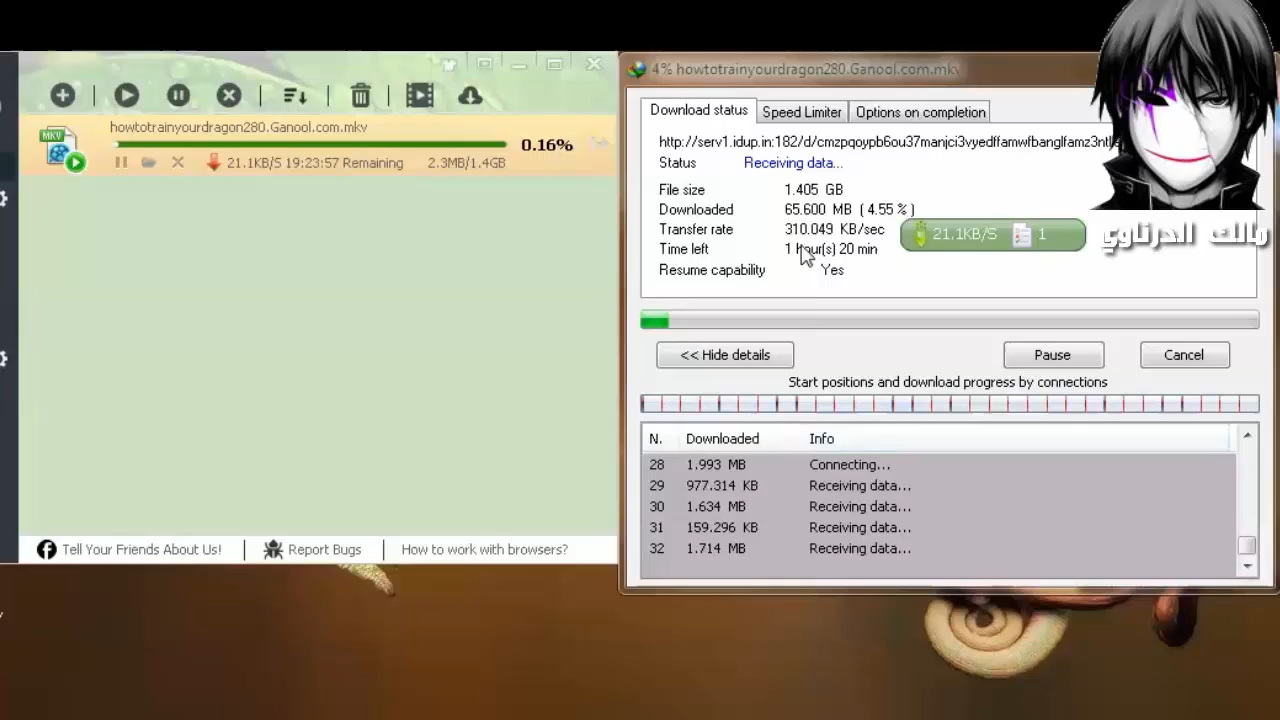 howtotrainyourdragon280.Ganool.com.mkv
MKV
0.16%
21.1KB/S 19:23:57 Remaining 2.3MB/1.4GB
Tell Your Friends About Us!
Report Bugs
How to work with browsers?
4% howtotrainyourdragon280.Ganool.com.mkv
Download status
Speed Limiter
Options on completion
Status Receiving data...
File size 1.405 GB
Downloaded 65.600 MB ( 4.55 % )
Transfer rate 310.049 KB/sec
Time left 1 hour(s) 20 min
Resume capability Yes
21.1KB/S 1
مالك الدرناوي
<< Hide details
Pause
Cancel
Start positions and download progress by connections
N. Downloaded Info
28 1.993 MB Connecting...
29 977.314 KB Receiving data...
30 1.634 MB Receiving data...
31 159.296 KB Receiving data...
32 1.714 MB Receiving data...